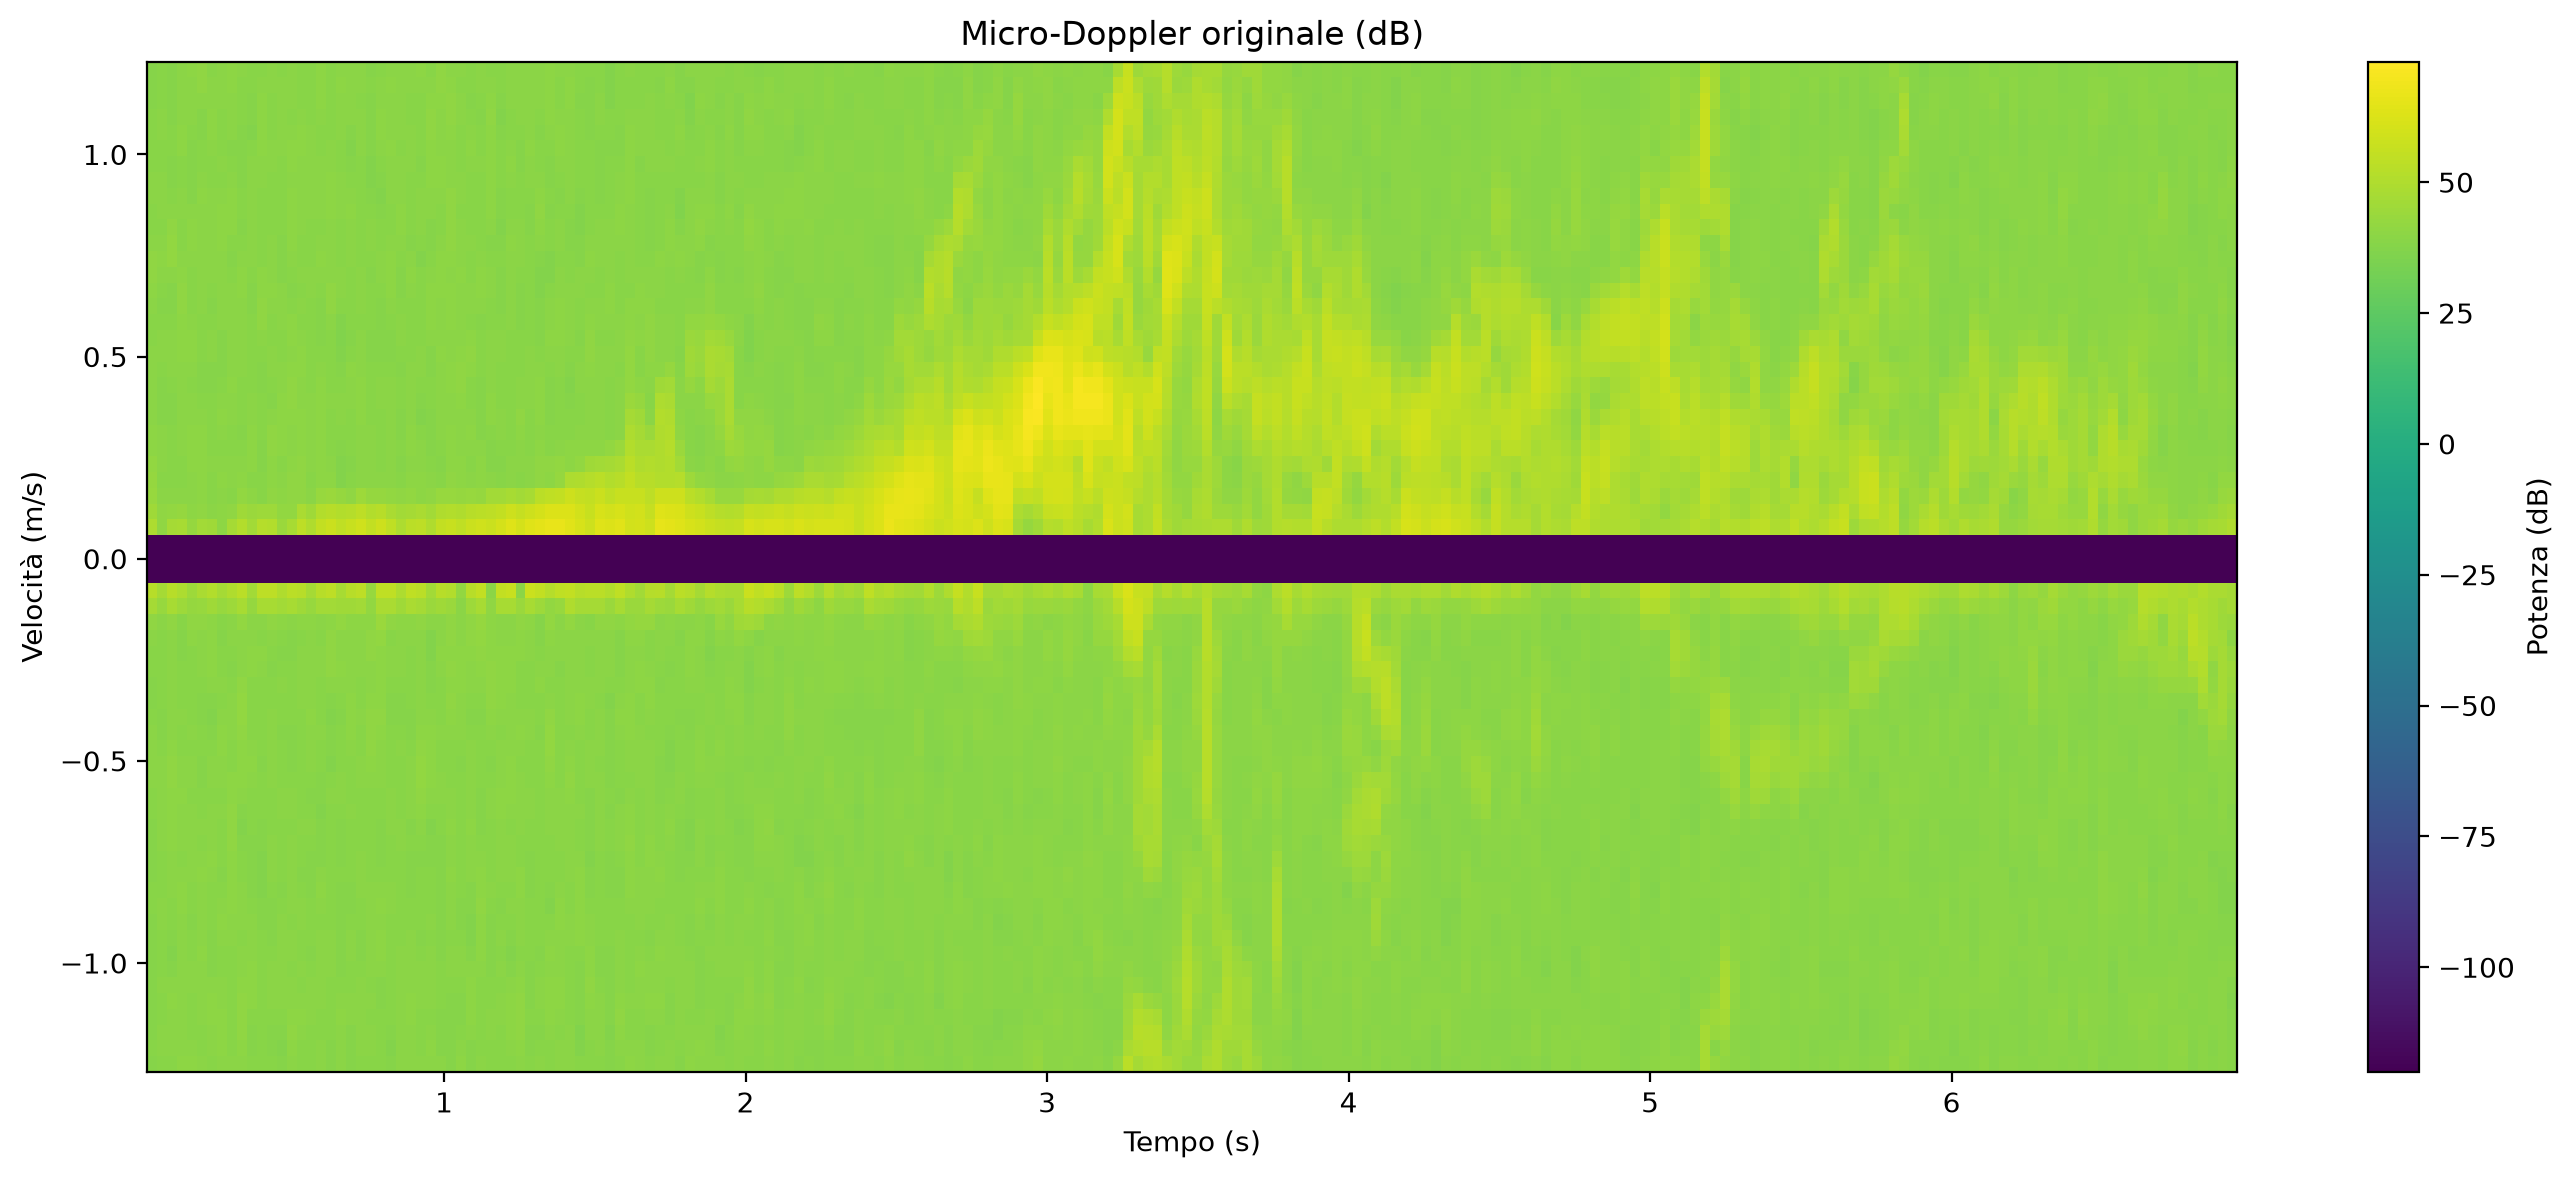 Micro-Doppler originale (dB)
1.0
0.5
0.0
−0.5
−1.0
Velocità (m/s)
1 2 3 4 5 6
Tempo (s)
50
25
0
−25
−50
−75
−100
Potenza (dB)